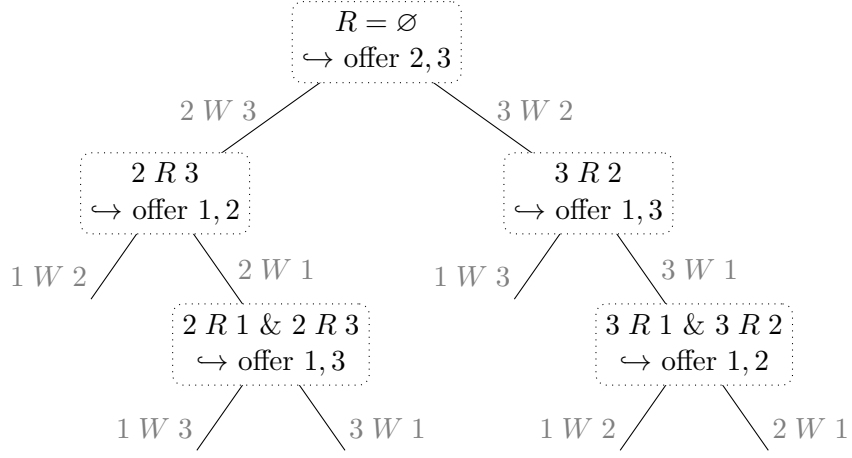 R = ∅
↪ offer 2, 3
2 W 3
3 W 2
2 R 3
↪ offer 1, 2
3 R 2
↪ offer 1, 3
1 W 2
2 W 1
1 W 3
3 W 1
2 R 1 & 2 R 3
↪ offer 1, 3
3 R 1 & 3 R 2
↪ offer 1, 2
1 W 3
3 W 1
1 W 2
2 W 1